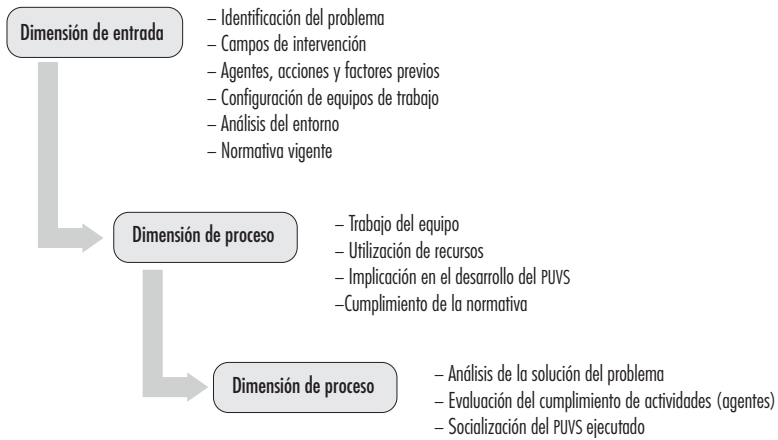 Dimensión de entrada
– Identificación del problema
– Campos de intervención
– Agentes, acciones y factores previos
– Configuración de equipos de trabajo
– Análisis del entorno
– Normativa vigente
Dimensión de proceso
– Trabajo del equipo
– Utilización de recursos
– Implicación en el desarrollo del PUVS
–Cumplimiento de la normativa
Dimensión de proceso
– Análisis de la solución del problema
– Evaluación del cumplimiento de actividades (agentes)
– Socialización del PUVS ejecutado